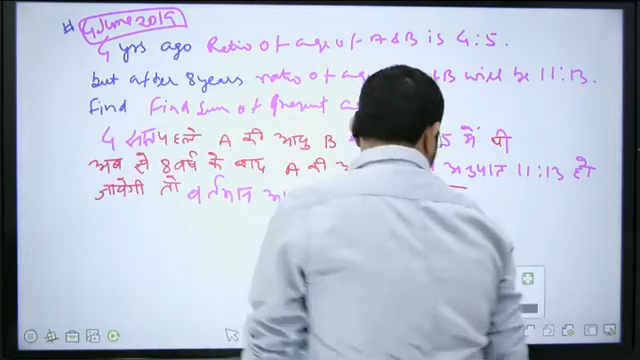 4 June 2019
4 yrs ago Ratio of age of A & B is 4:5.
but after 8 years ratio of age B will be 11:13.
Find Find Sum of Present
4 साल पहले A की आयु B 5 में थी
अब से 8 वर्ष के बाद A की अनुपात 11:13 हो
जायेगी तो वर्तमान